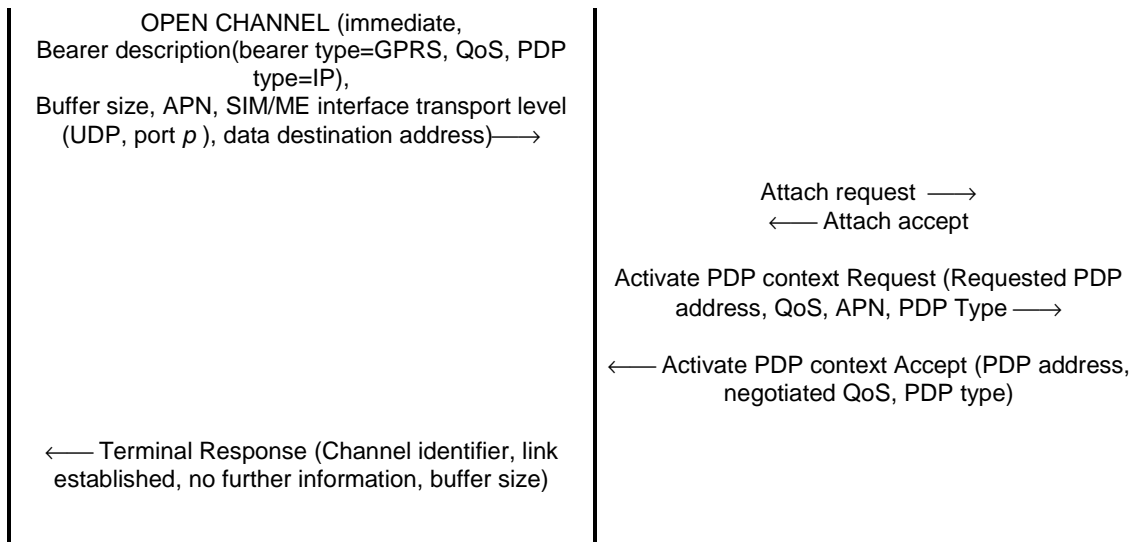 OPEN CHANNEL (immediate,
Bearer description(bearer type=GPRS, QoS, PDP
type=IP),
Buffer size, APN, SIM/ME interface transport level
(UDP, port p ), data destination address)⟶
Attach request ⟶
⟵ Attach accept
Activate PDP context Request (Requested PDP
address, QoS, APN, PDP Type ⟶
⟵ Activate PDP context Accept (PDP address,
negotiated QoS, PDP type)
⟵ Terminal Response (Channel identifier, link
established, no further information, buffer size)